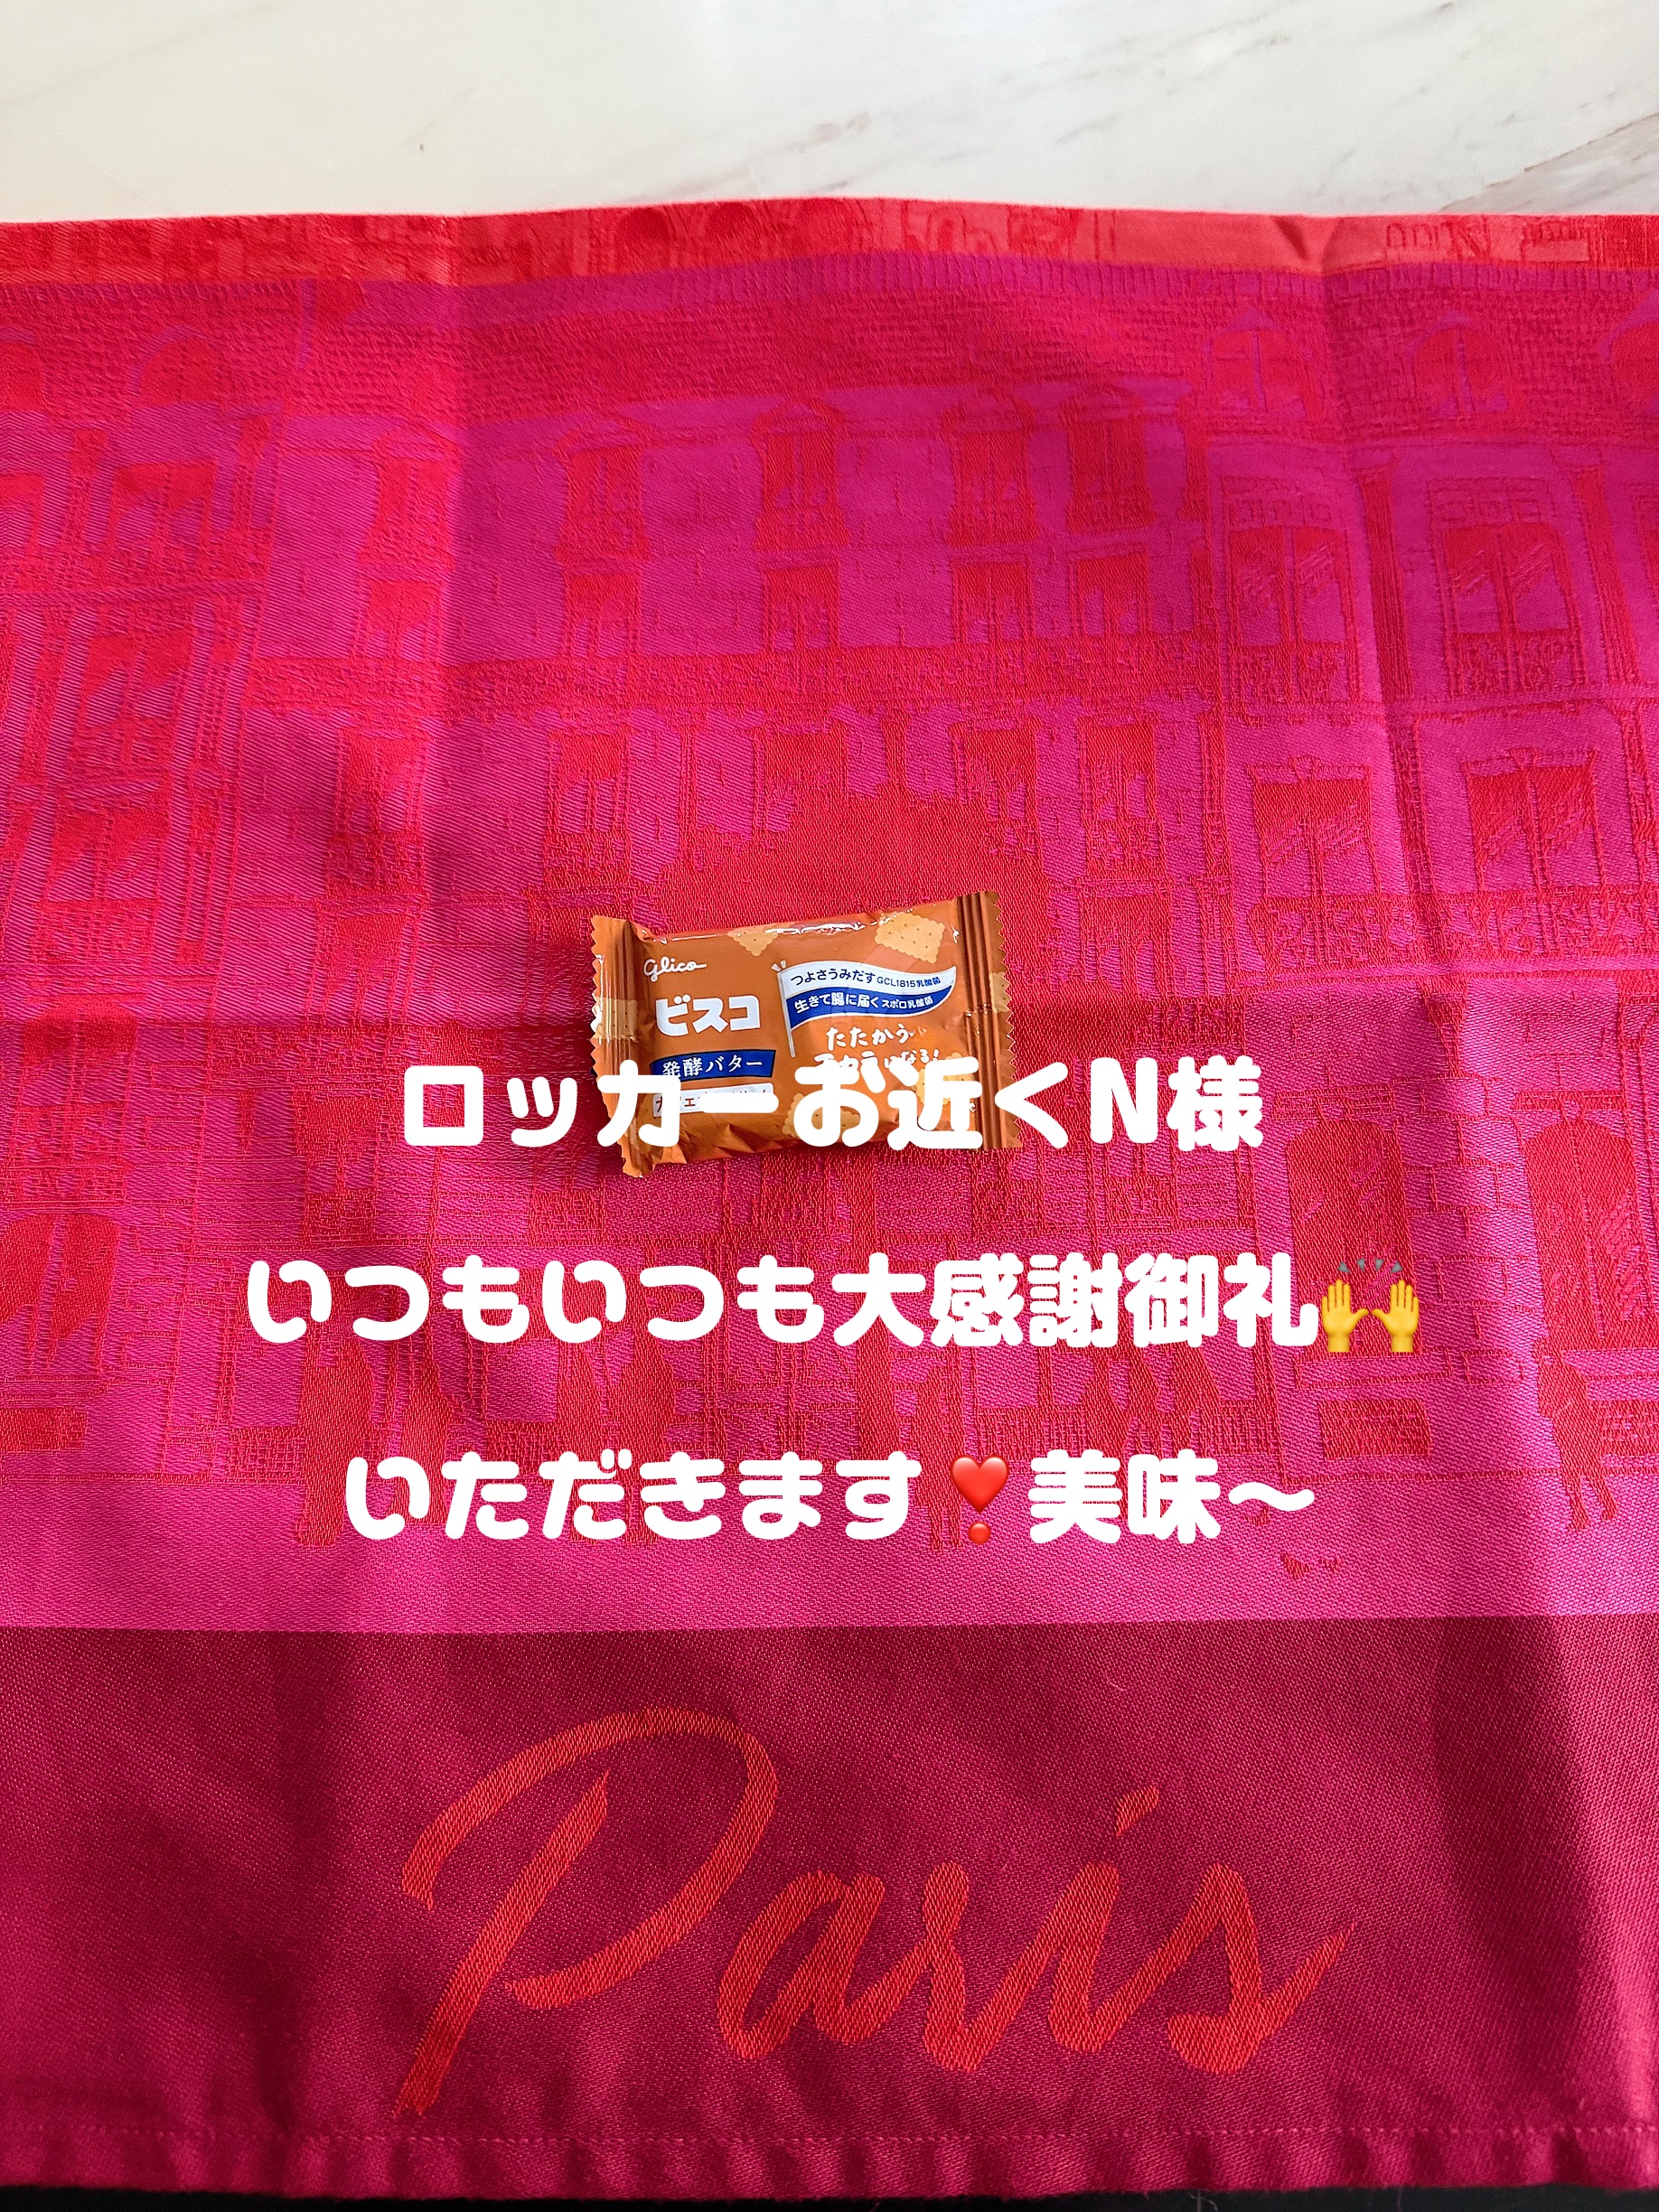 Glico
ビスコ
発酵バター
つよさうみだすGCL1815乳酸菌
生きて腸に届くスポロ乳酸菌
たたかう
ロッカーお近くN様
いつもいつも大感謝御礼🙌
いただきます❣️美味〜
Paris